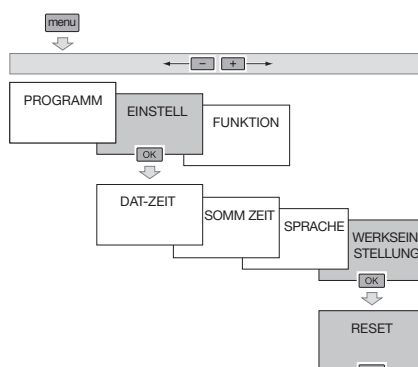 menu
− +
PROGRAMM
EINSTELL
FUNKTION
OK
DAT-ZEIT
SOMM ZEIT
SPRACHE
WERKSEIN
STELLUNG
OK
RESET